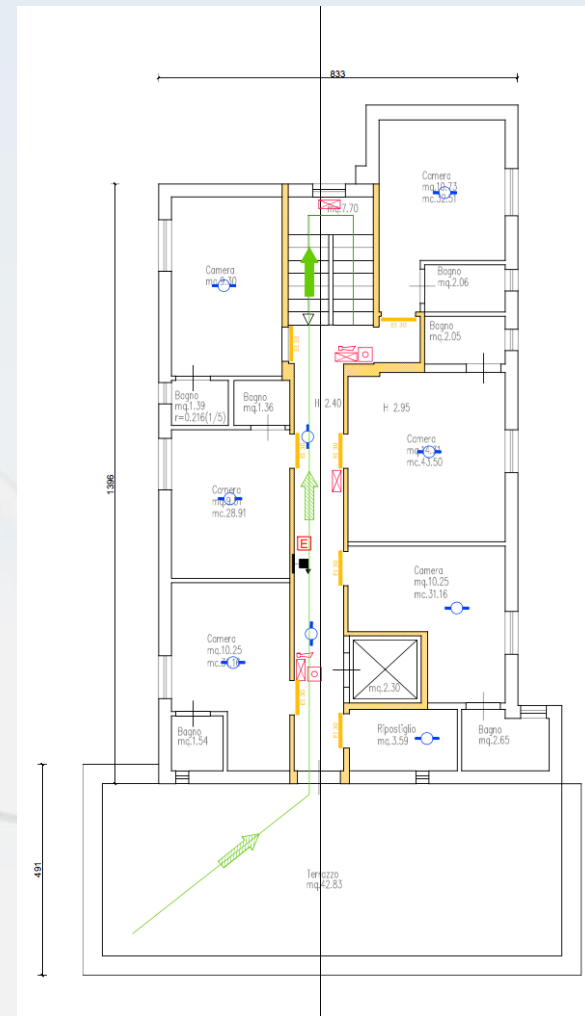 833
mq.7.70
Camera
mq.10.73
mc.32.51
Camera
Bagno
mq.2.06
Bagno
mq.2.05
Bagno
mq.1.39
r=0.216(1/5)
Bagno
mq.1.36
H 2.40
H 2.95
Camera
mc.43.50
1396
Camera
mc.28.91
E
Camera
mq.10.25
mc.31.16
Camera
mq.10.25
mq.2.30
Bagno
mq.1.54
Ripostiglio
mq.3.59
Bagno
mq.2.65
491
Terrazzo
mq.42.83